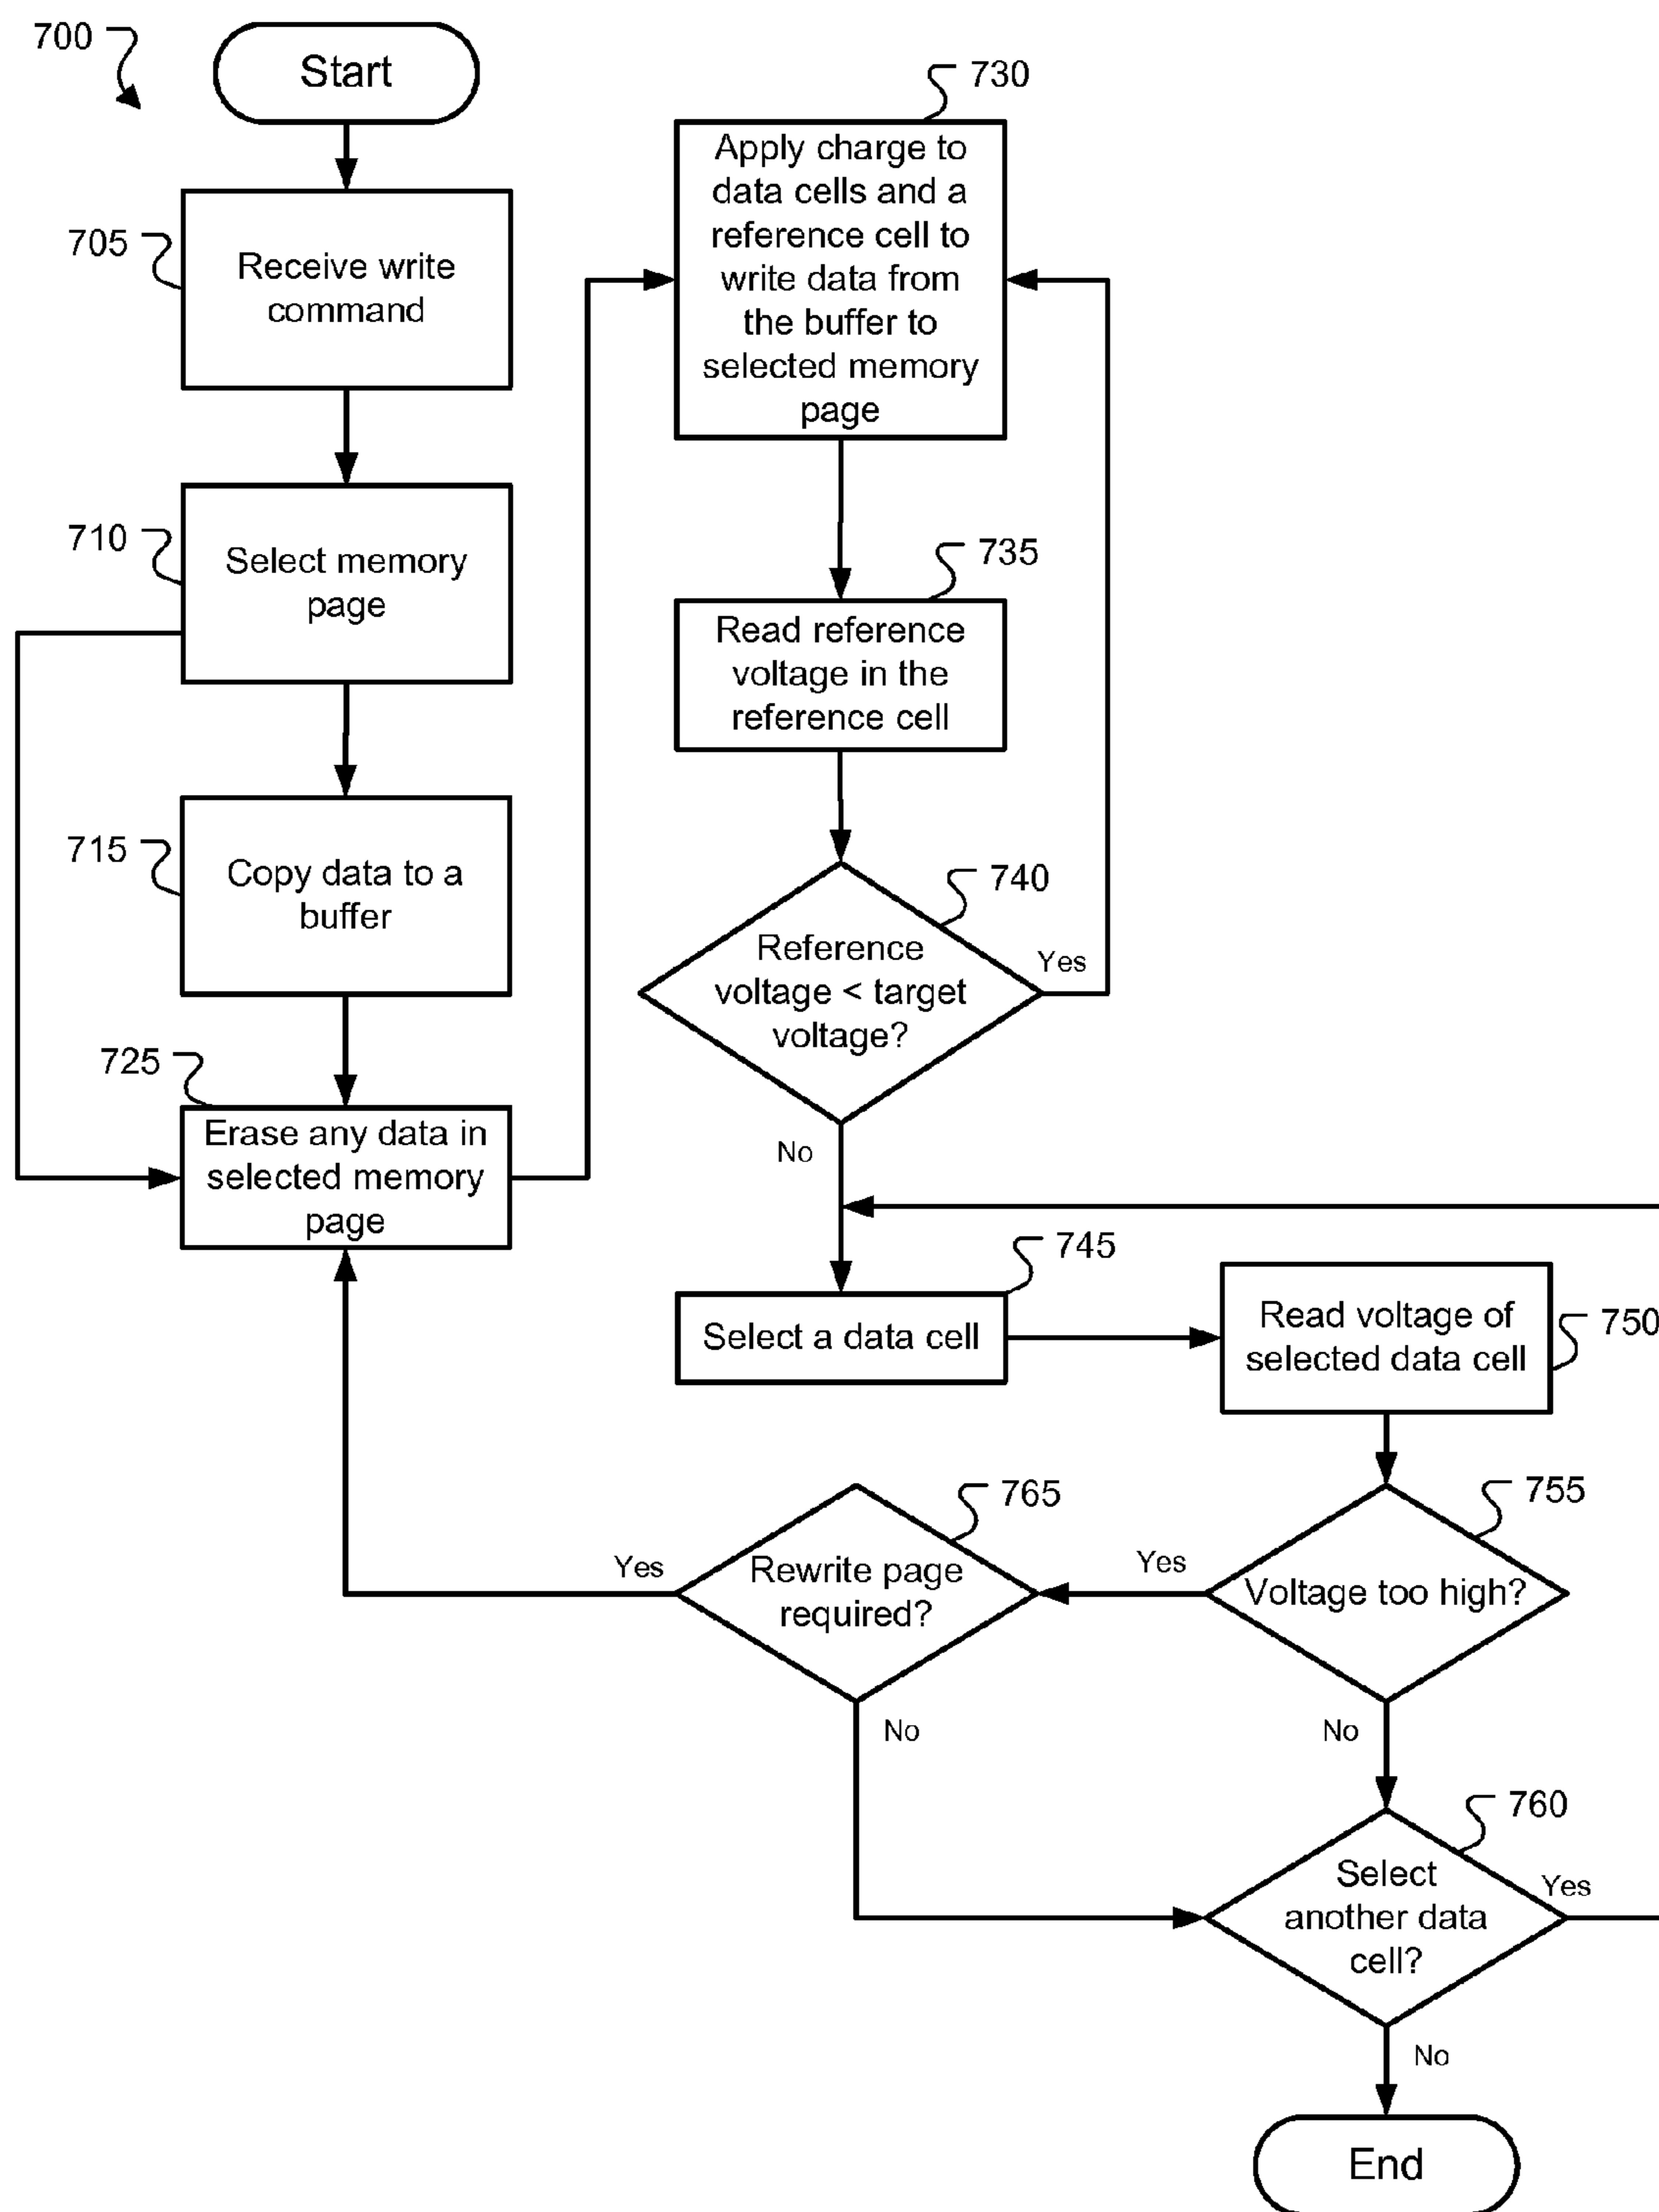 700
Start
705
Receive write
command
710
Select memory
page
715
Copy data to a
buffer
725
Erase any data in
selected memory
page
730
Apply charge to
data cells and a
reference cell to
write data from
the buffer to
selected memory
page
735
Read reference
voltage in the
reference cell
740
Reference
voltage < target
voltage?
Yes
No
745
Select a data cell
Read voltage of
selected data cell
750
755
Voltage too high?
Yes
No
765
Rewrite page
required?
Yes
No
760
Select
another data
cell?
Yes
No
End